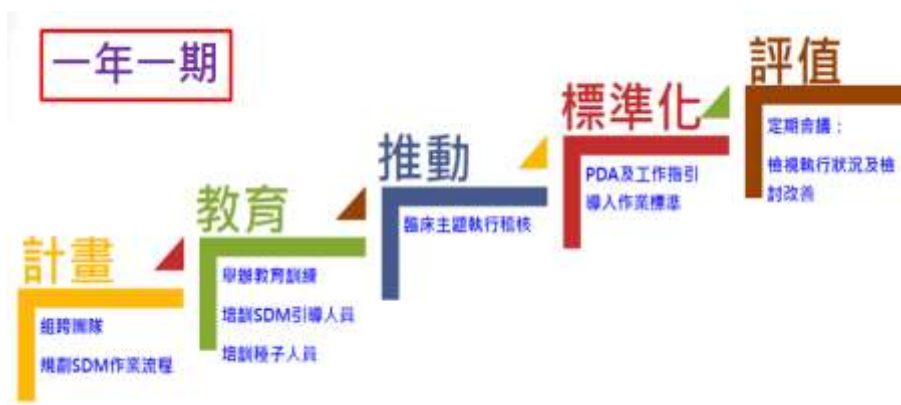 一年一期
計畫
組跨團隊
規劃SDM作業流程
教育
舉辦教育訓練
培訓SDM引導人員
培訓種子人員
推動
臨床主題執行稽核
標準化
PDA及工作指引
導入作業標準
評值
定期會議：
檢視執行狀況及檢
討改善